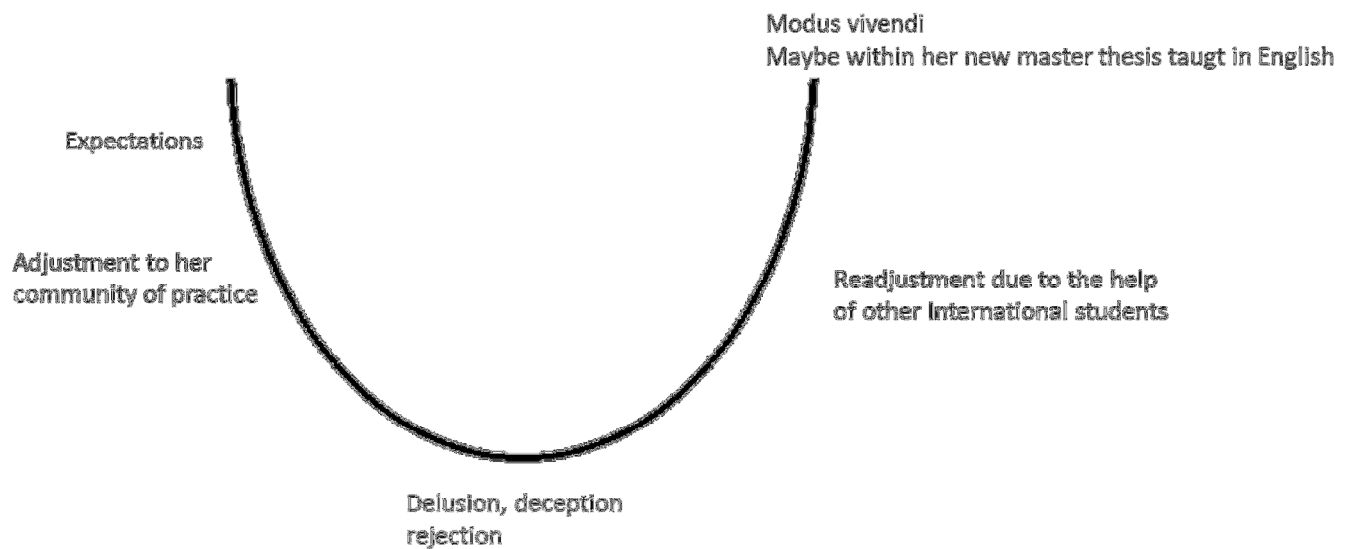 Modus vivendi
Maybe within her new master thesis taugt in English
Expectations
Adjustment to her
community of practice
Readjustment due to the help
of other International students
Delusion, deception
rejection